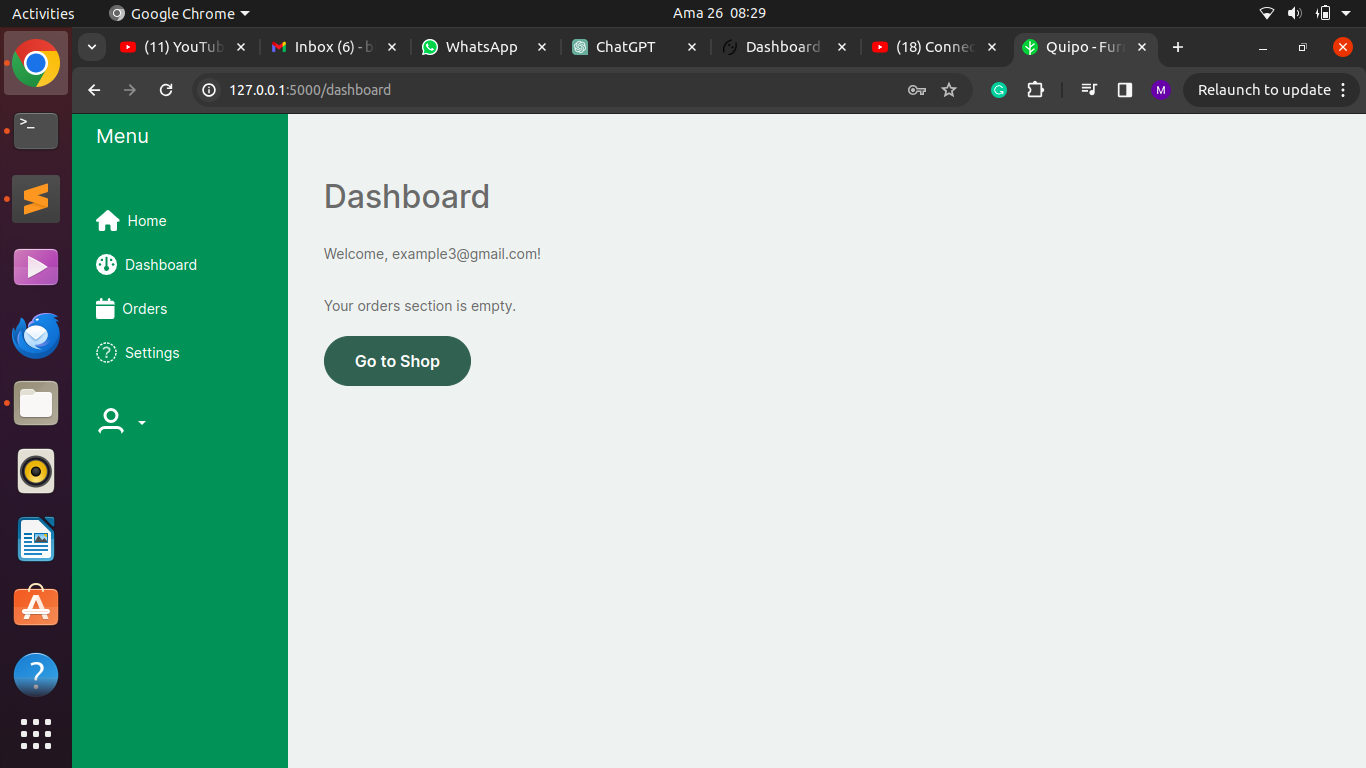 Activities Google Chrome Ama 26 08:29
(11) YouTub Inbox (6) - b WhatsApp ChatGPT Dashboard (18) Connec Quipo - Furn
127.0.0.1:5000/dashboard M Relaunch to update
Menu
Home
Dashboard
Orders
Settings
Dashboard
Welcome, example3@gmail.com!
Your orders section is empty.
Go to Shop